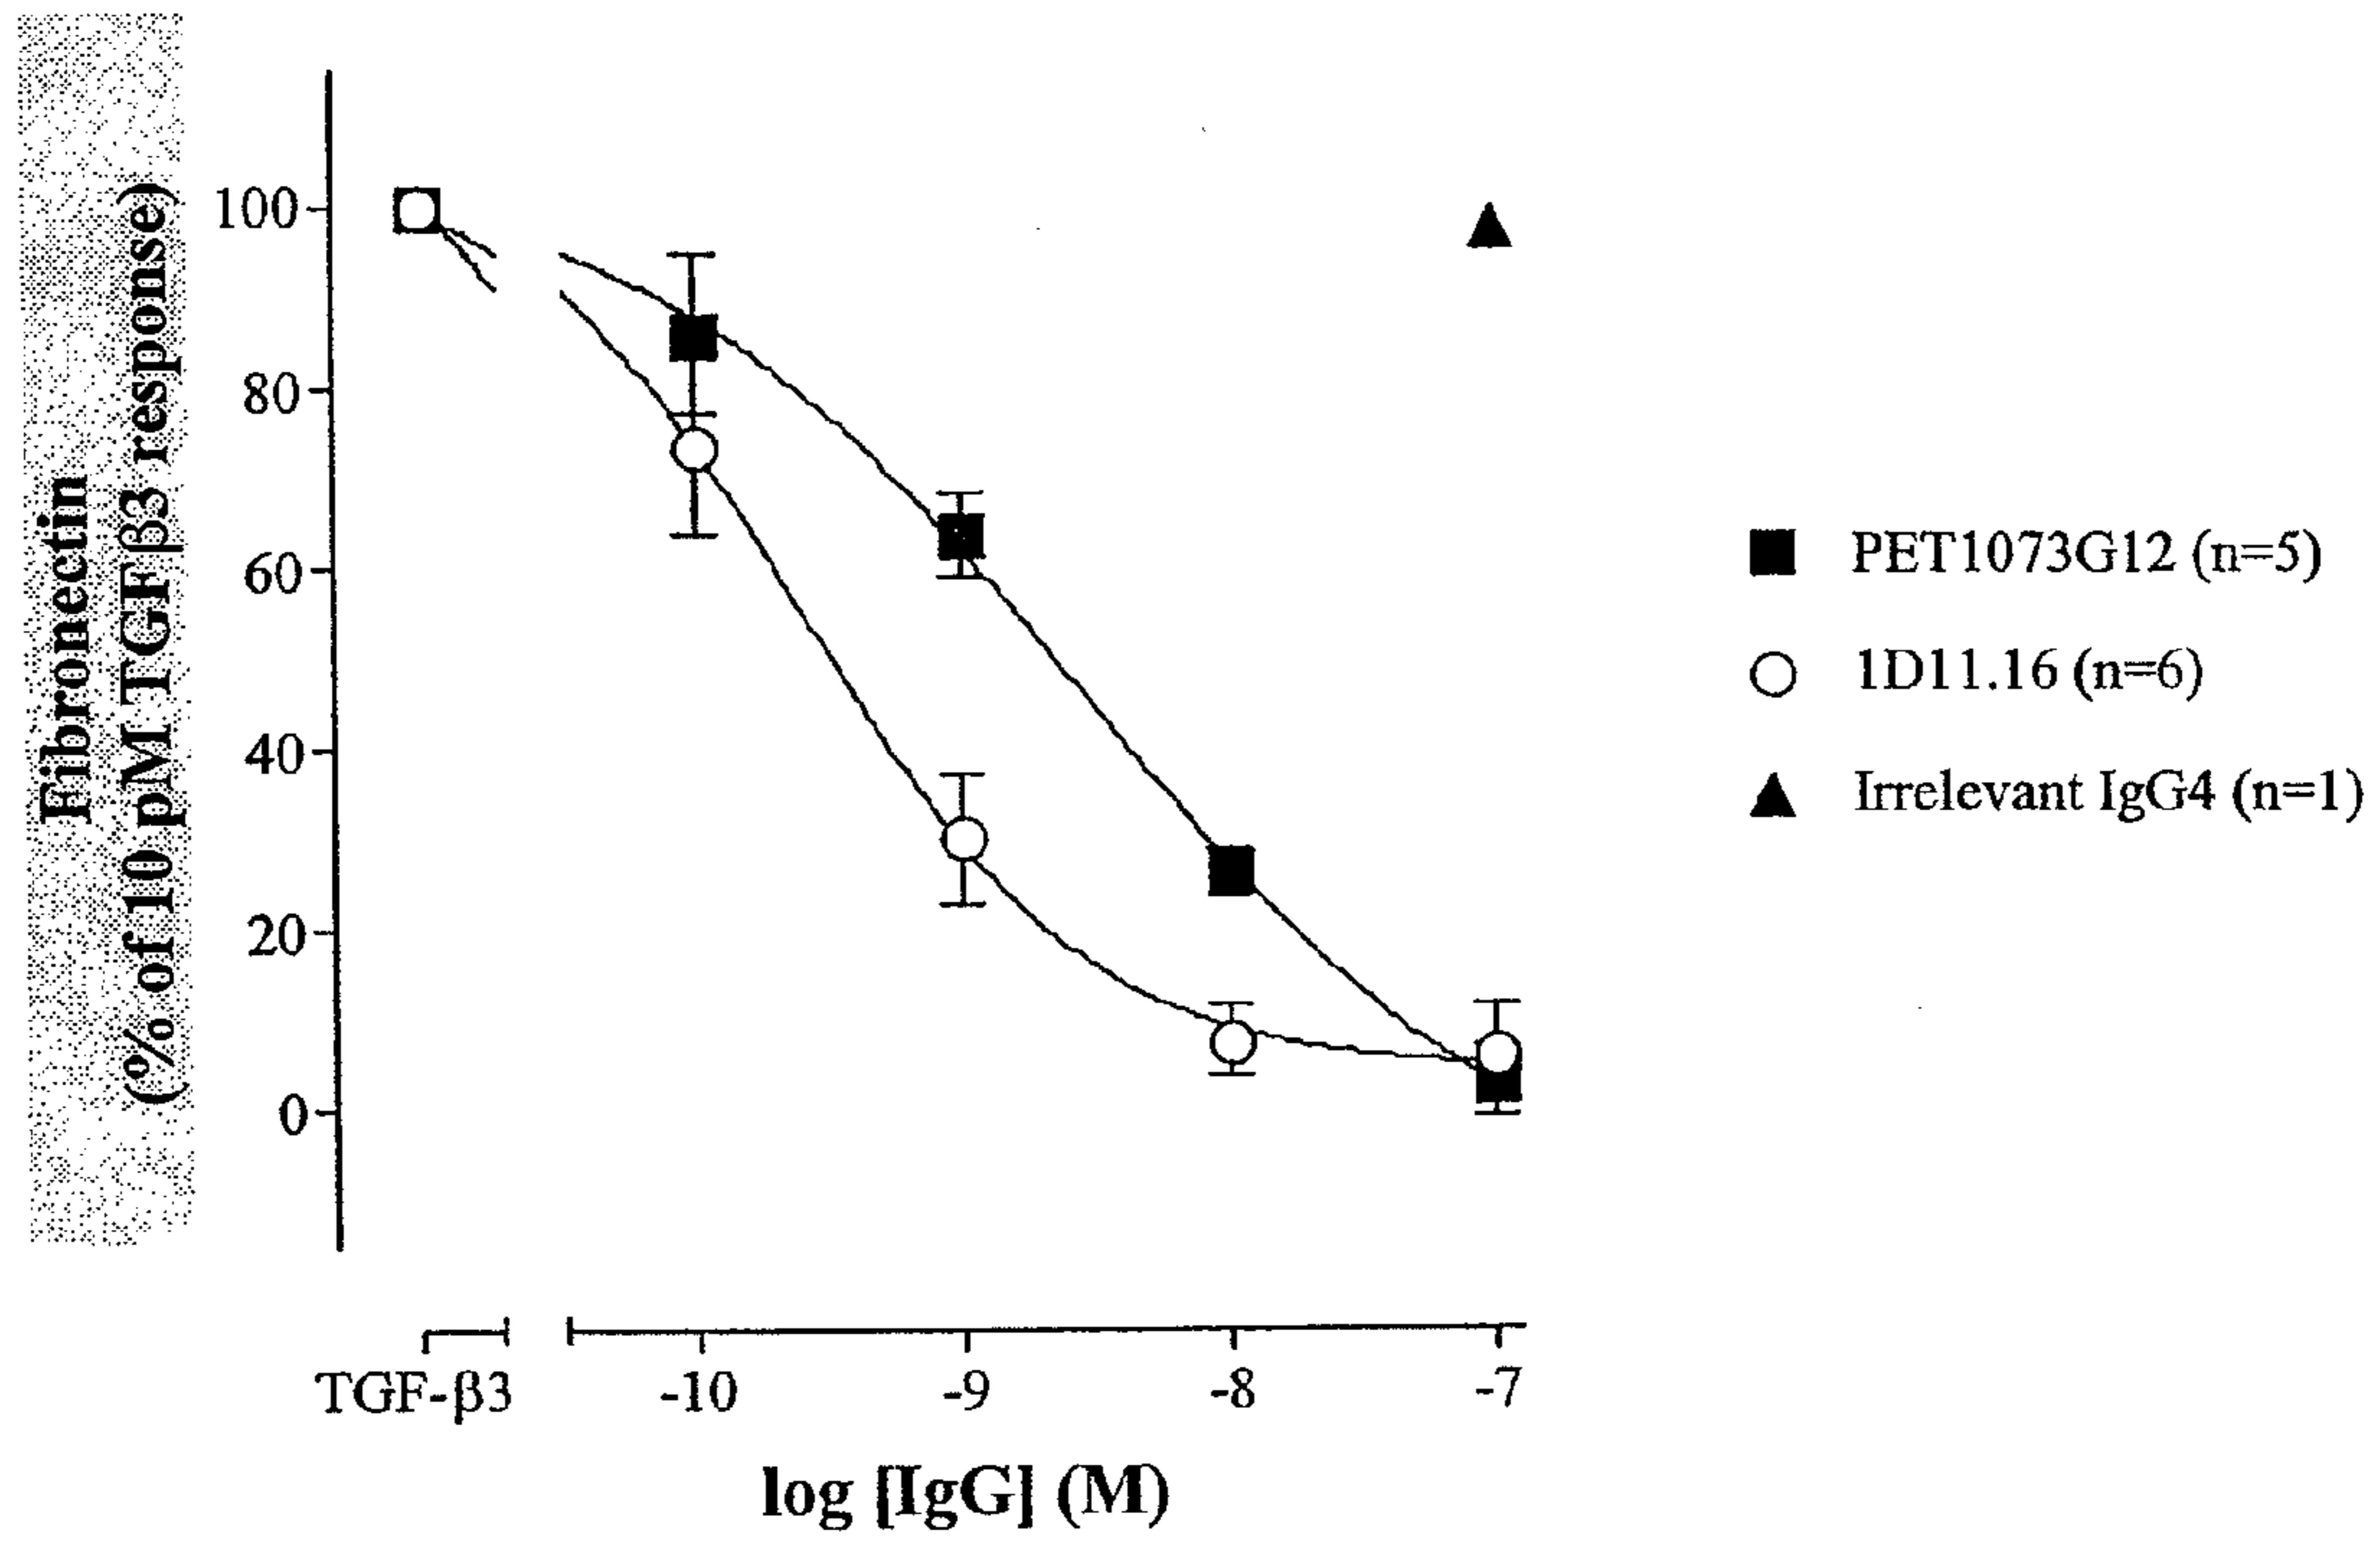 Fibronectin
(% of 10 pM TGFβ3 response)
100
80
60
40
20
0
TGF-β3
-10
-9
-8
-7
log [IgG] (M)
PET1073G12 (n=5)
1D11.16 (n=6)
Irrelevant IgG4 (n=1)